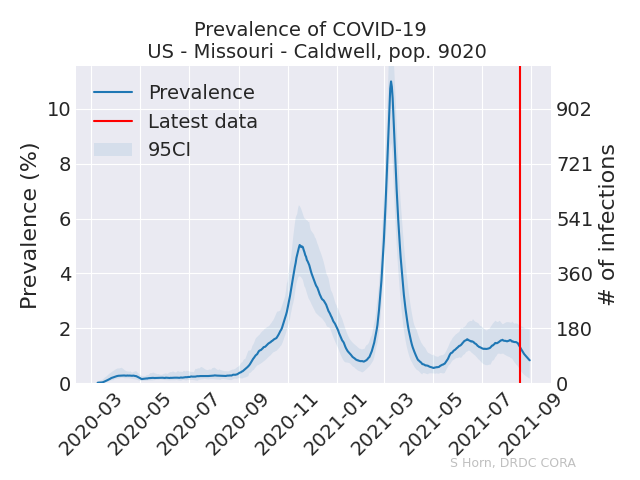 Prevalence of COVID-19
US - Missouri - Caldwell, pop. 9020
Prevalence
Latest data
95CI
Prevalence (%)
10
8
6
4
2
0
902
721
541
360
180
0
# of infections
2020-03
2020-05
2020-07
2020-09
2020-11
2021-01
2021-03
2021-05
2021-07
2021-09
S Horn, DRDC CORA